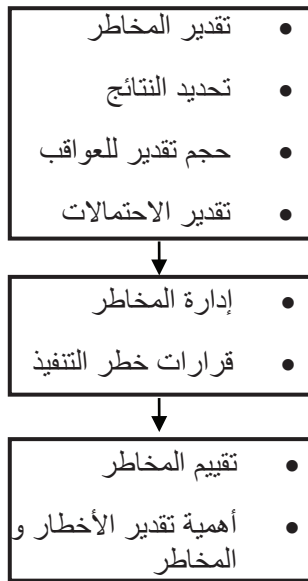 • تقدير المخاطر
• تحديد النتائج
• حجم تقدير للعواقب
• تقدير الاحتمالات
• إدارة المخاطر
• قرارات خطر التنفيذ
• تقييم المخاطر
• أهمية تقدير الأخطار و
المخاطر